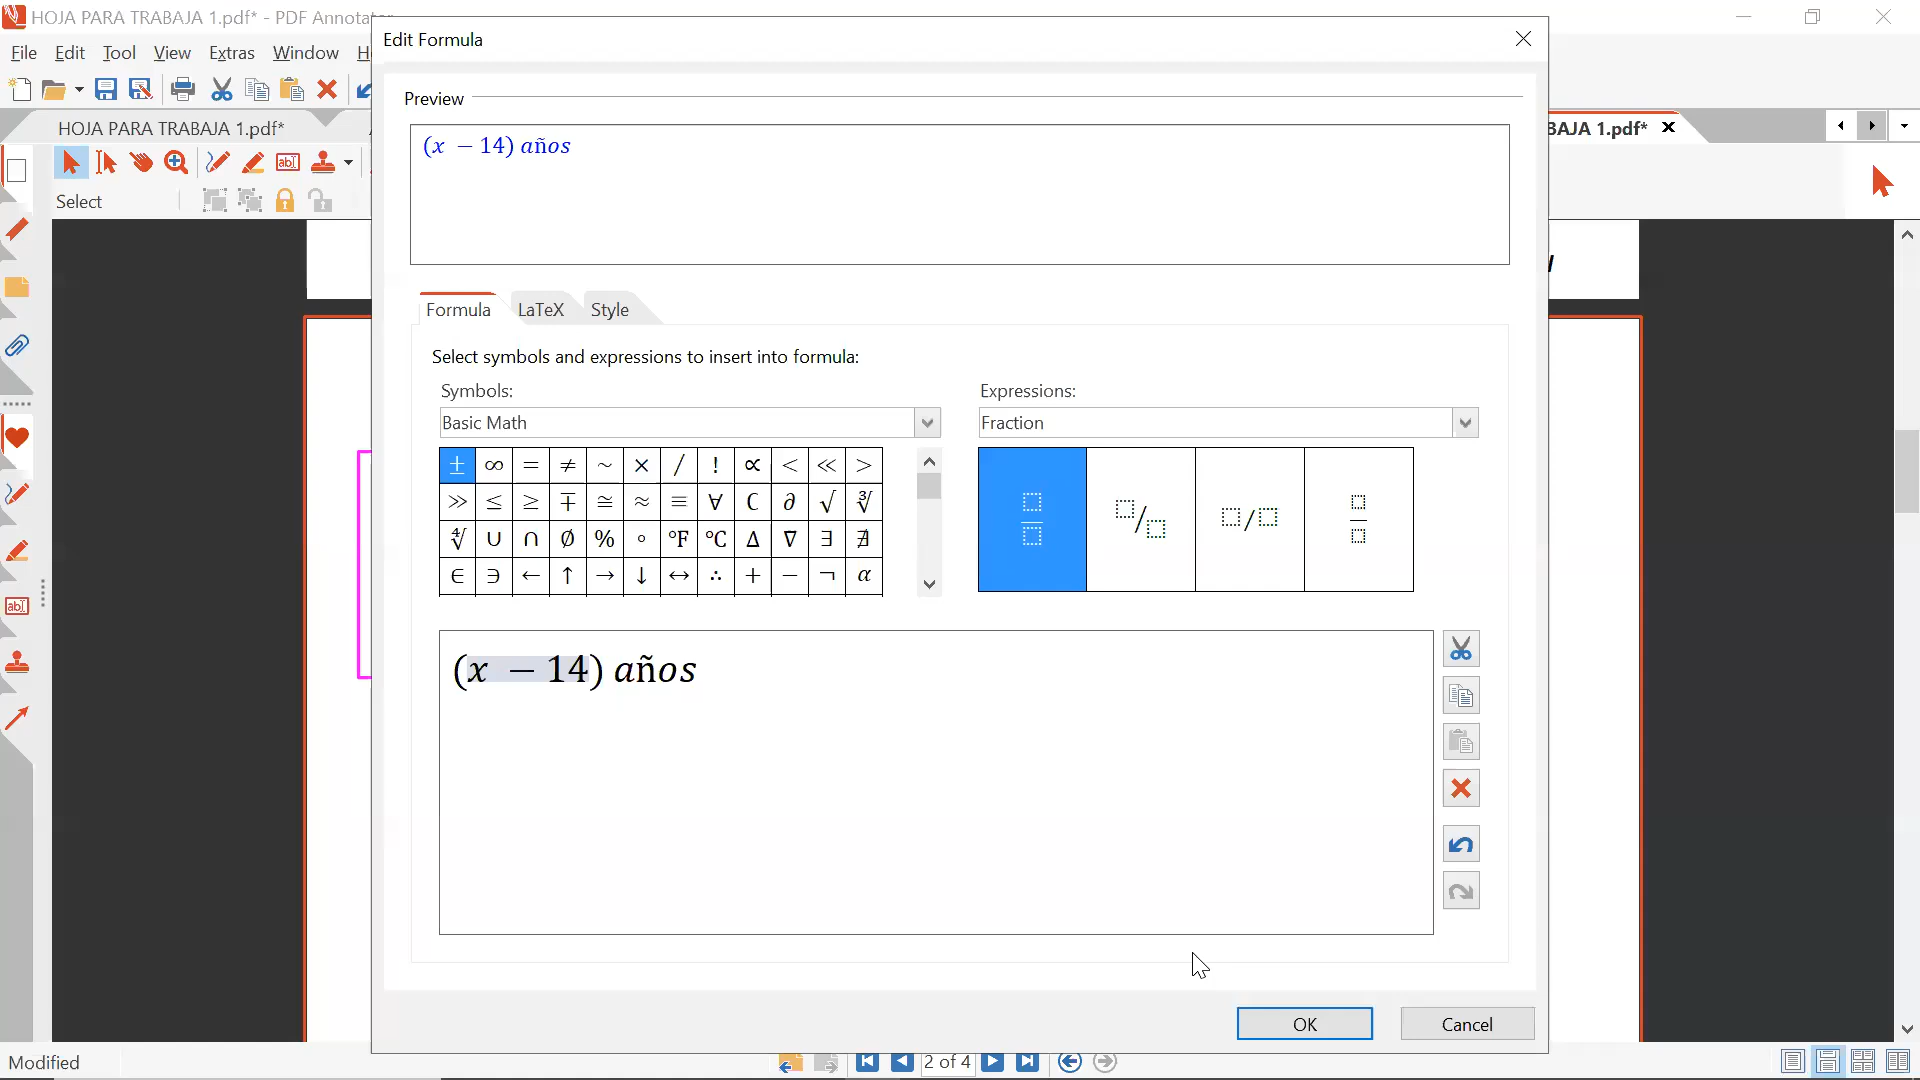 HOJA PARA TRABAJA 1.pdf* - PDF Annotator
Edit Formula
File Edit Tool View Extras Window
Preview
HOJA PARA TRABAJA 1.pdf*
BAJA 1.pdf*
(x − 14) años
Select
Formula LaTeX Style
Select symbols and expressions to insert into formula:
Symbols: Expressions:
Basic Math Fraction
± ∞ = ≠ ~ × / ! ∝ < ≪ >
≫ ≤ ≥ ∓ ≅ ≈ ≡ ∀ C ∂ √ ∛
∜ ∪ ∩ ∅ % ∘ °F °C ∆ ∇ ∃ ∄
∈ ∋ ← ↑ → ↓ ↔ ∴ + − ¬ α
(x − 14) años
OK Cancel
Modified 2 of 4